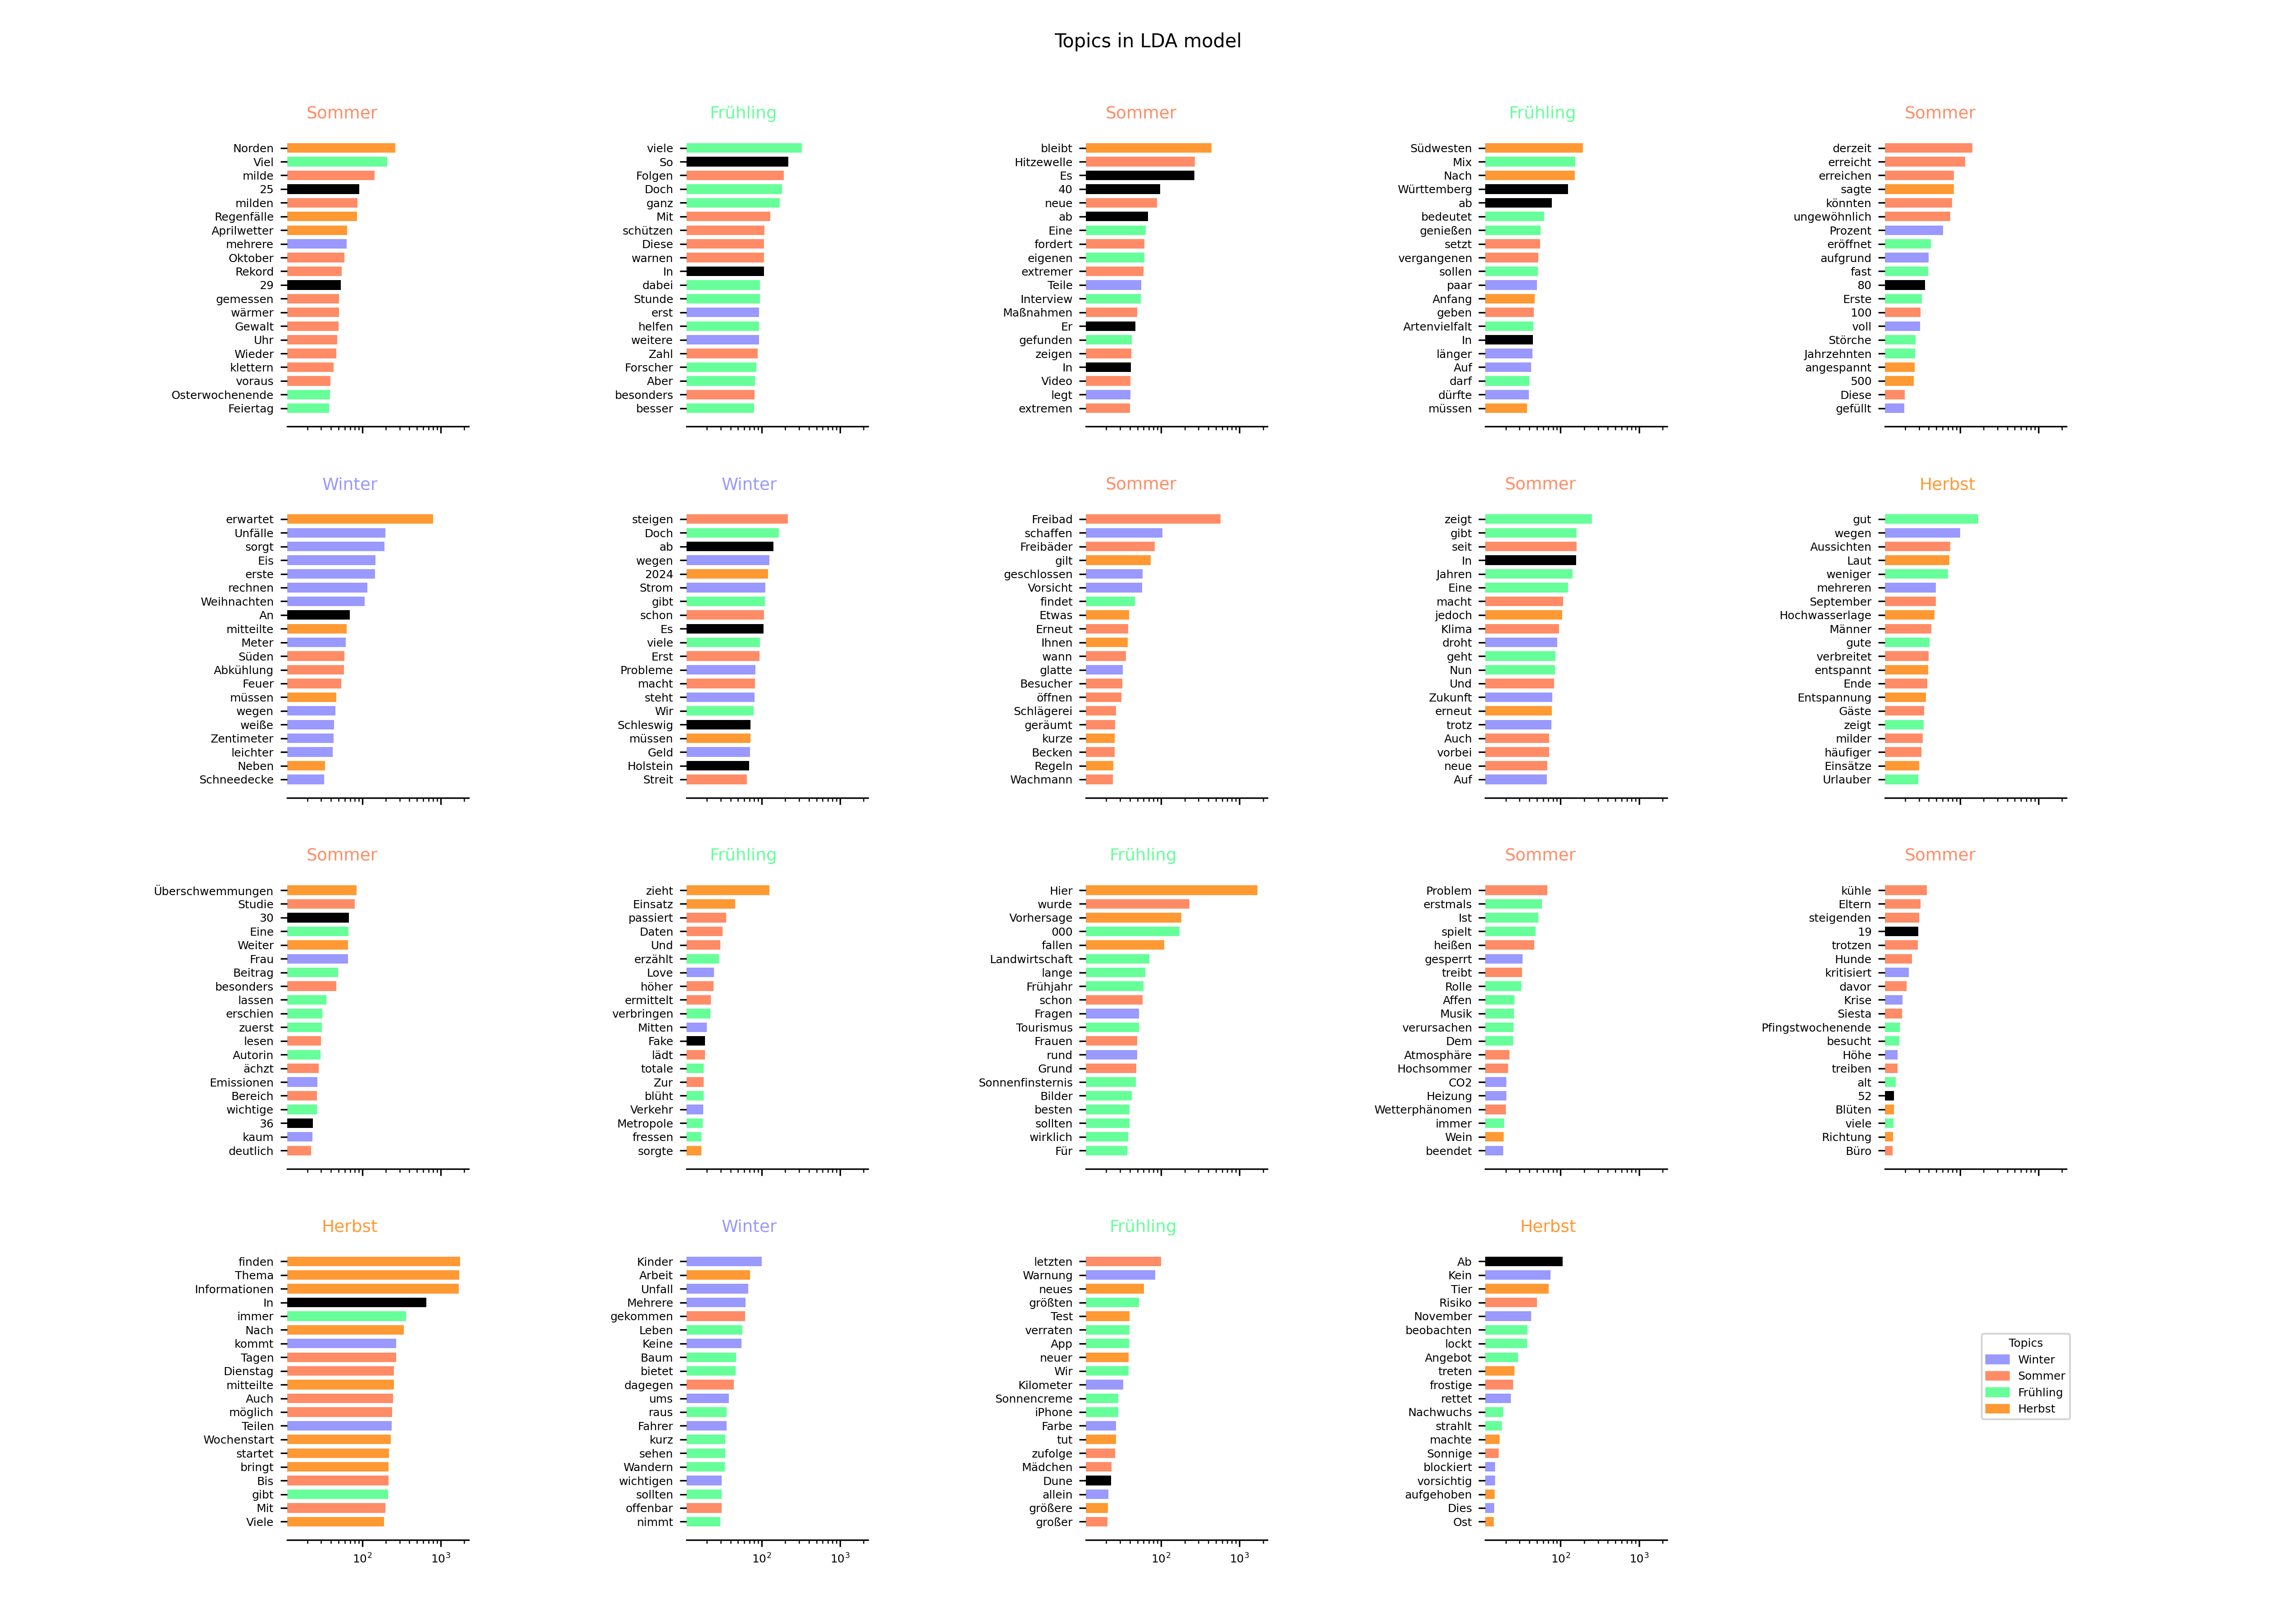 Topics in LDA model
Sommer
Norden
Viel
milde
25
milden
Regenfälle
Aprilwetter
mehrere
Oktober
Rekord
29
gemessen
wärmer
Gewalt
Uhr
Wieder
klettern
voraus
Osterwochenende
Feiertag
Frühling
viele
So
Folgen
Doch
ganz
Mit
schützen
Diese
warnen
In
dabei
Stunde
erst
helfen
weitere
Zahl
Forscher
Aber
besonders
besser
Sommer
bleibt
Hitzewelle
Es
40
neue
ab
Eine
fordert
eigenen
extremer
Teile
Interview
Maßnahmen
Er
gefunden
zeigen
In
Video
legt
extremen
Frühling
Südwesten
Mix
Nach
Württemberg
ab
bedeutet
genießen
setzt
vergangenen
sollen
paar
Anfang
geben
Artenvielfalt
In
länger
Auf
darf
dürfte
müssen
Sommer
derzeit
erreicht
erreichen
sagte
könnten
ungewöhnlich
Prozent
eröffnet
aufgrund
fast
80
Erste
100
voll
Störche
Jahrzehnten
angespannt
500
Diese
gefüllt
Winter
erwartet
Unfälle
sorgt
Eis
erste
rechnen
Weihnachten
An
mitteilte
Meter
Süden
Abkühlung
Feuer
müssen
wegen
weiße
Zentimeter
leichter
Neben
Schneedecke
Winter
steigen
Doch
ab
wegen
2024
Strom
gibt
schon
Es
viele
Erst
Probleme
macht
steht
Wir
Schleswig
müssen
Geld
Holstein
Streit
Sommer
Freibad
schaffen
Freibäder
gilt
geschlossen
Vorsicht
findet
Etwas
Erneut
Ihnen
wann
glatte
Besucher
öffnen
Schlägerei
geräumt
kurze
Becken
Regeln
Wachmann
Sommer
zeigt
gibt
seit
In
Jahren
Eine
macht
jedoch
Klima
droht
geht
Nun
Und
Zukunft
erneut
trotz
Auch
vorbei
neue
Auf
Herbst
gut
wegen
Aussichten
Laut
weniger
mehreren
September
Hochwasserlage
Männer
gute
verbreitet
entspannt
Ende
Entspannung
Gäste
zeigt
milder
häufiger
Einsätze
Urlauber
Sommer
Überschwemmungen
Studie
30
Eine
Weiter
Frau
Beitrag
besonders
lassen
erschien
zuerst
lesen
Autorin
ächzt
Emissionen
Bereich
wichtige
36
kaum
deutlich
Frühling
zieht
Einsatz
passiert
Daten
Und
erzählt
Love
höher
ermittelt
verbringen
Mitten
Fake
lädt
totale
Zur
blüht
Verkehr
Metropole
fressen
sorgte
Frühling
Hier
wurde
Vorhersage
000
fallen
Landwirtschaft
lange
Frühjahr
schon
Fragen
Tourismus
Frauen
rund
Grund
Sonnenfinsternis
Bilder
besten
sollten
wirklich
Für
Sommer
Problem
erstmals
Ist
spielt
heißen
gesperrt
treibt
Rolle
Affen
Musik
verursachen
Dem
Atmosphäre
Hochsommer
CO2
Heizung
Wetterphänomen
immer
Wein
beendet
Sommer
kühle
Eltern
steigenden
19
trotzen
Hunde
kritisiert
davor
Krise
Siesta
Pfingstwochenende
besucht
Höhe
treiben
alt
52
Blüten
viele
Richtung
Büro
Herbst
finden
Thema
Informationen
In
immer
Nach
kommt
Tagen
Dienstag
mitteilte
Auch
möglich
Teilen
Wochenstart
startet
bringt
Bis
gibt
Mit
Viele
10² 10³
Winter
Kinder
Arbeit
Unfall
Mehrere
gekommen
Leben
Keine
Baum
bietet
dagegen
ums
raus
Fahrer
kurz
sehen
Wandern
wichtigen
sollten
offenbar
nimmt
10² 10³
Frühling
letzten
Warnung
neues
größten
Test
verraten
App
neuer
Wir
Kilometer
Sonnencreme
iPhone
Farbe
tut
zufolge
Mädchen
Dune
allein
größere
großer
10² 10³
Herbst
Ab
Kein
Tier
Risiko
November
beobachten
lockt
Angebot
treten
frostige
rettet
Nachwuchs
strahlt
machte
Sonnige
blockiert
vorsichtig
aufgehoben
Dies
Ost
10² 10³
Topics
Winter
Sommer
Frühling
Herbst